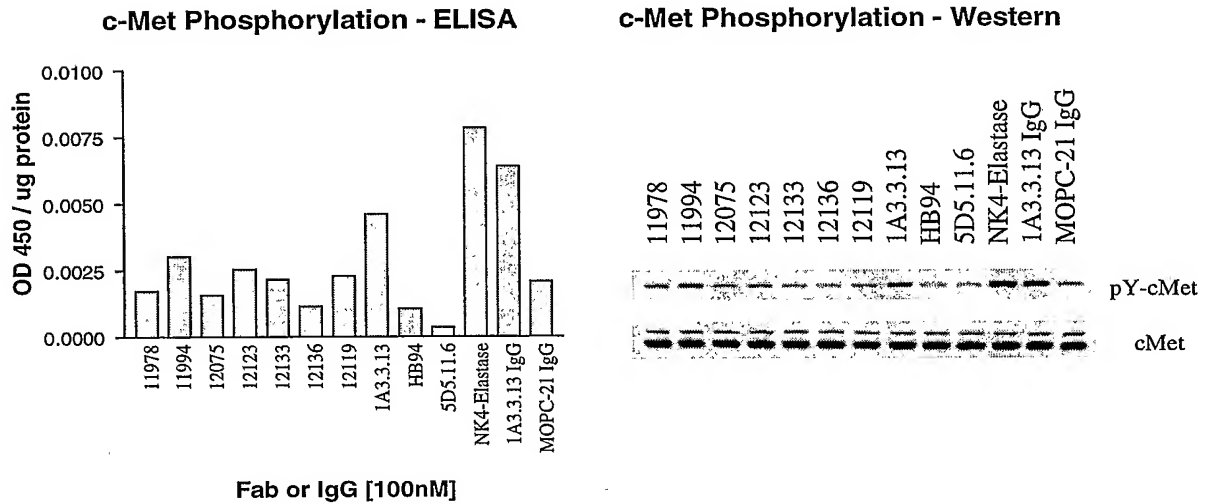 c-Met Phosphorylation - ELISA
OD 450 / ug protein
0.0100
0.0075
0.0050
0.0025
0.0000
11978
11994
12075
12123
12133
12136
12119
1A3.3.13
HB94
5D5.11.6
NK4-Elastase
1A3.3.13 IgG
MOPC-21 IgG
Fab or IgG [100nM]
c-Met Phosphorylation - Western
11978
11994
12075
12123
12133
12136
12119
1A3.3.13
HB94
5D5.11.6
NK4-Elastase
1A3.3.13 IgG
MOPC-21 IgG
pY-cMet
cMet